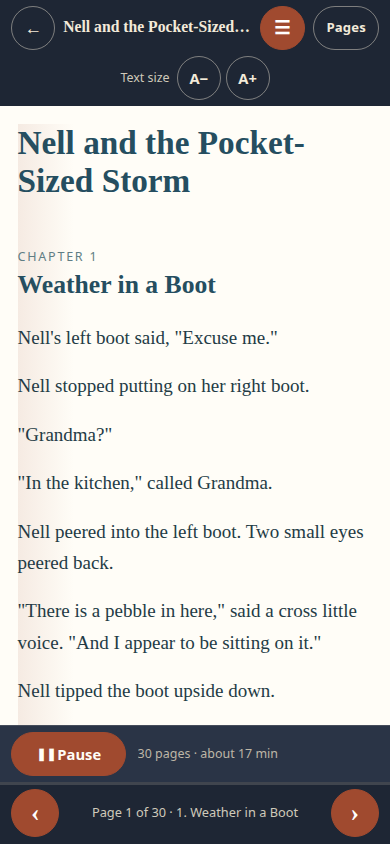 ←
Nell and the Pocket-Sized…
☰
Pages
Text size
A−
A+
Nell and the Pocket-
Sized Storm
CHAPTER 1
Weather in a Boot
Nell's left boot said, "Excuse me."
Nell stopped putting on her right boot.
"Grandma?"
"In the kitchen," called Grandma.
Nell peered into the left boot. Two small eyes
peered back.
"There is a pebble in here," said a cross little
voice. "And I appear to be sitting on it."
Nell tipped the boot upside down.
❚❚ Pause
30 pages · about 17 min
‹
Page 1 of 30 · 1. Weather in a Boot
›